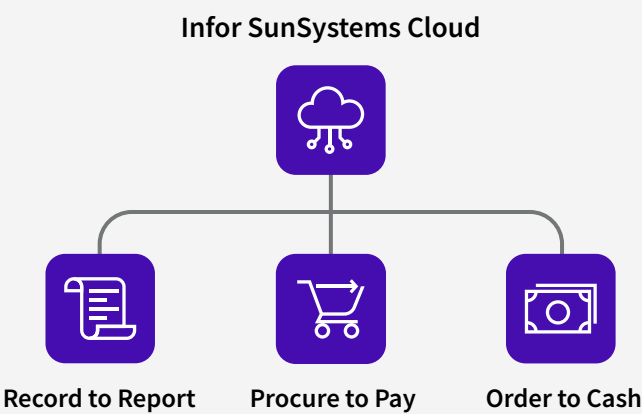 Infor SunSystems Cloud
Record to Report
Procure to Pay
Order to Cash